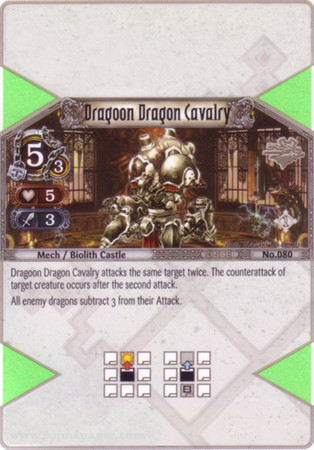 Dragoon Dragon Cavalry
5
3
5
3
Mech / Biolith Castle
No.080
Dragoon Dragon Cavalry attacks the same target twice. The counterattack of
target creature occurs after the second attack.
All enemy dragons subtract 3 from their Attack.